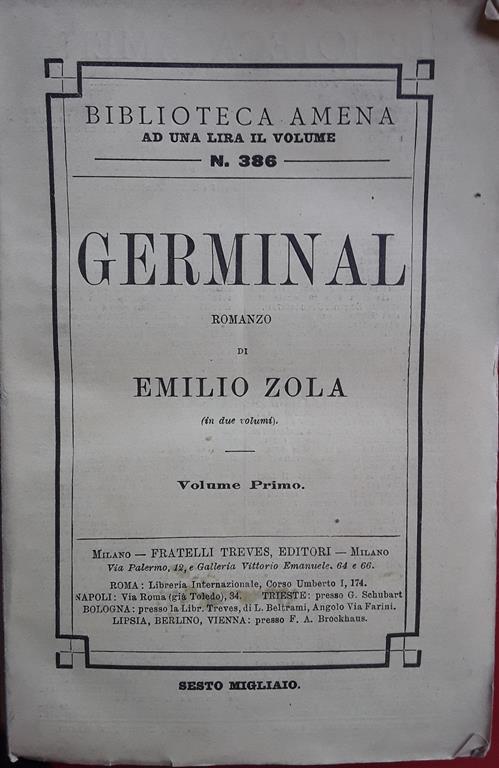 BIBLIOTECA AMENA
AD UNA LIRA IL VOLUME
N. 386
GERMINAL
ROMANZO
DI
EMILIO ZOLA
(in due volumi).
Volume Primo.
MILANO — FRATELLI TREVES, EDITORI — MILANO
Via Palermo, 12, e Galleria Vittorio Emanuele, 64 e 66.
ROMA: Libreria Internazionale, Corso Umberto I, 174.
NAPOLI: Via Roma (già Toledo), 34. TRIESTE: presso G. Schubart
BOLOGNA: presso la Libr. Treves, di L. Beltrami, Angolo Via Farini.
LIPSIA, BERLINO, VIENNA: presso F. A. Brockhaus.
SESTO MIGLIAIO.